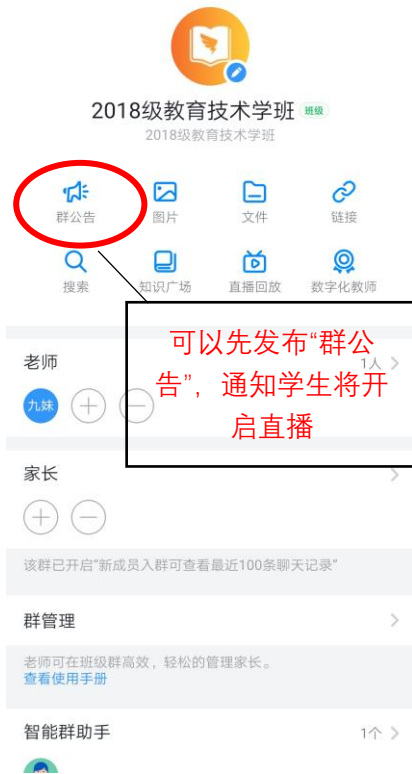 2018级教育技术学班 班级
2018级教育技术学班
群公告 图片 文件 链接
搜索 知识广场 直播回放 数字化教师
可以先发布“群公
告”，通知学生将开
启直播
老师 1人
九妹
家长
该群已开启“新成员入群可查看最近100条聊天记录”
群管理
老师可在班级群高效，轻松的管理家长。
查看使用手册
智能群助手 1个